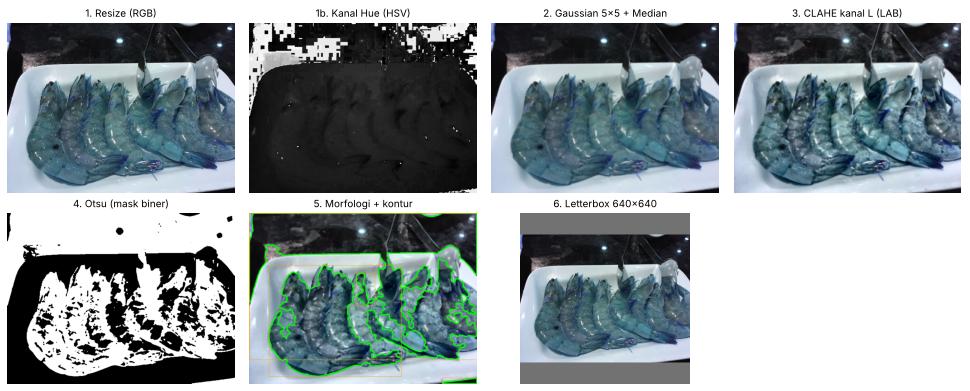 1. Resize (RGB)
1b. Kanal Hue (HSV)
2. Gaussian 5×5 + Median
3. CLAHE kanal L (LAB)
4. Otsu (mask biner)
5. Morfologi + kontur
6. Letterbox 640×640